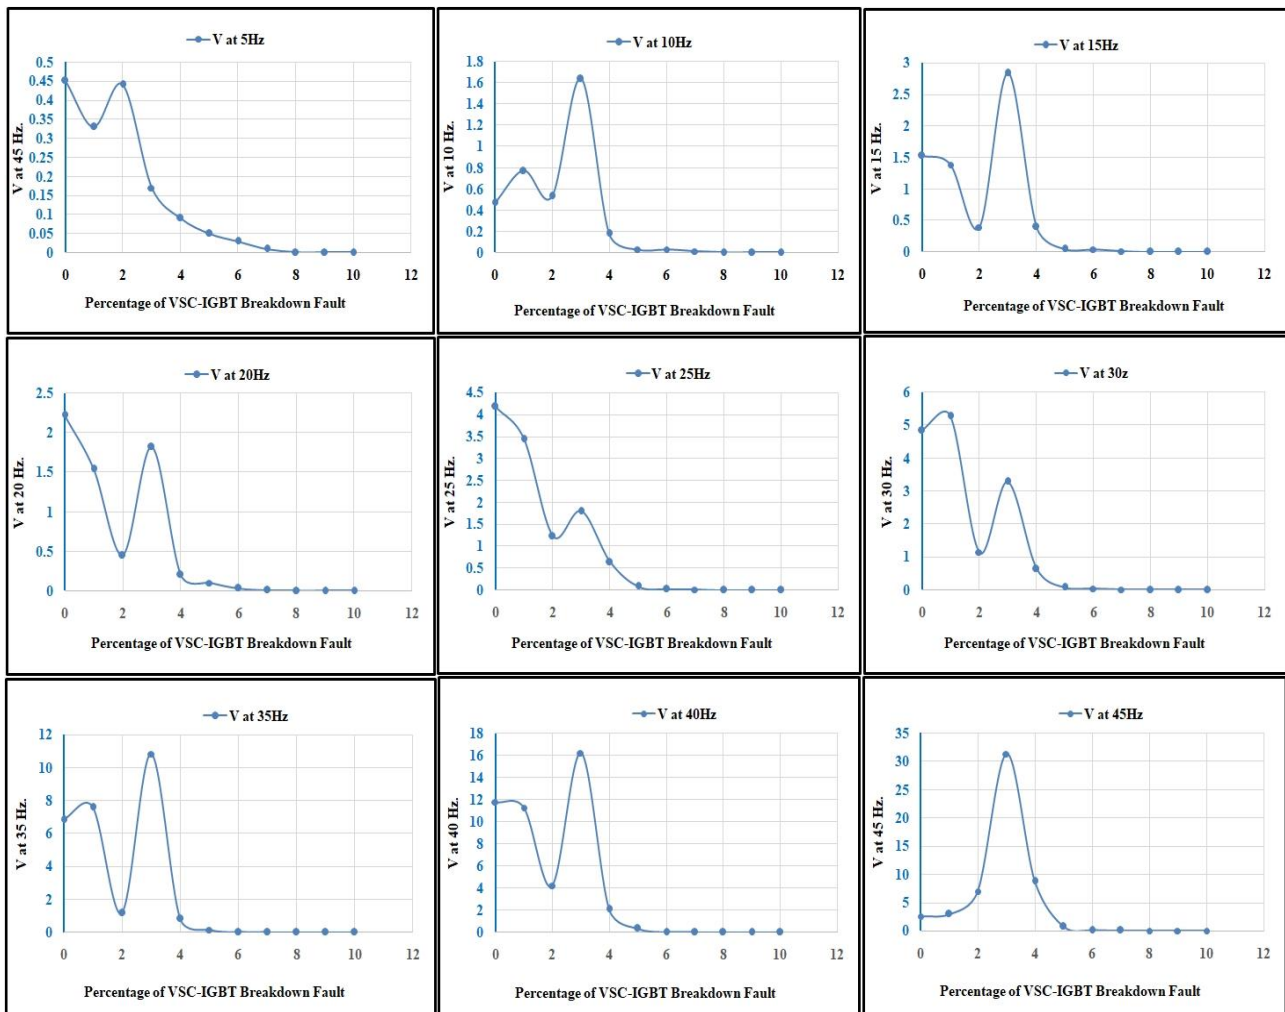 V at 5Hz
0.5
0.45
0.4
0.35
0.3
0.25
0.2
0.15
0.1
0.05
0
V at 45 Hz.
0 2 4 6 8 10 12
Percentage of VSC-IGBT Breakdown Fault
V at 10Hz
1.8
1.6
1.4
1.2
1
0.8
0.6
0.4
0.2
0
V at 10 Hz.
0 2 4 6 8 10 12
Percentage of VSC-IGBT Breakdown Fault
V at 15Hz
3
2.5
2
1.5
1
0.5
0
V at 15 Hz.
0 2 4 6 8 10 12
Percentage of VSC-IGBT Breakdown Fault
V at 20Hz
2.5
2
1.5
1
0.5
0
V at 20 Hz.
0 2 4 6 8 10 12
Percentage of VSC-IGBT Breakdown Fault
V at 25Hz
4.5
4
3.5
3
2.5
2
1.5
1
0.5
0
V at 25 Hz.
0 2 4 6 8 10 12
Percentage of VSC-IGBT Breakdown Fault
V at 30z
6
5
4
3
2
1
0
V at 30 Hz.
0 2 4 6 8 10 12
Percentage of VSC-IGBT Breakdown Fault
V at 35Hz
12
10
8
6
4
2
0
V at 35 Hz.
0 2 4 6 8 10 12
Percentage of VSC-IGBT Breakdown Fault
V at 40Hz
18
16
14
12
10
8
6
4
2
0
V at 40 Hz.
0 2 4 6 8 10 12
Percentage of VSC-IGBT Breakdown Fault
V at 45Hz
35
30
25
20
15
10
5
0
V at 45 Hz.
0 2 4 6 8 10 12
Percentage of VSC-IGBT Breakdown Fault